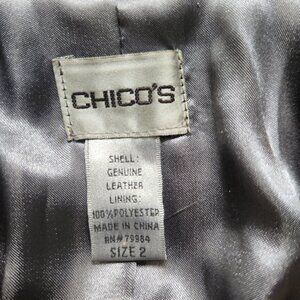 CHICO'S
SHELL:
GENUINE
LEATHER
LINING:
100%POLYESTER
MADE IN CHINA
RN#79984
SIZE 2